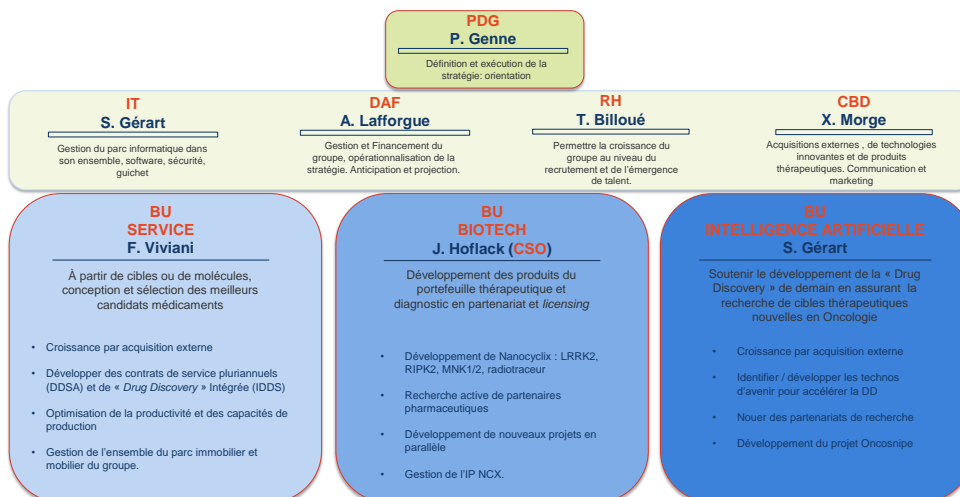 PDG
P. Genne
Définition et exécution de la
stratégie: orientation
IT
S. Gérart
Gestion du parc informatique dans
son ensemble, software, sécurité,
guichet
DAF
A. Lafforgue
Gestion et Financement du
groupe, opérationnalisation de la
stratégie. Anticipation et projection.
RH
T. Billoué
Permettre la croissance du
groupe au niveau du
recrutement et de l'émergence
de talent.
CBD
X. Morge
Acquisitions externes , de technologies
innovantes et de produits
thérapeutiques. Communication et
marketing
BU
SERVICE
F. Viviani
À partir de cibles ou de molécules,
conception et sélection des meilleurs
candidats médicaments
• Croissance par acquisition externe
• Développer des contrats de service pluriannuels
(DDSA) et de « Drug Discovery » Intégrée (IDDS)
• Optimisation de la productivité et des capacités de
production
• Gestion de l'ensemble du parc immobilier et
mobilier du groupe.
BU
BIOTECH
J. Hoflack (CSO)
Développement des produits du
portefeuille thérapeutique et
diagnostic en partenariat et licensing
• Développement de Nanocyclix : LRRK2,
RIPK2, MNK1/2, radiotraceur
• Recherche active de partenaires
pharmaceutiques
• Développement de nouveaux projets en
parallèle
• Gestion de l'IP NCX.
BU
INTELLIGENCE ARTIFICIELLE
S. Gérart
Soutenir le développement de la « Drug
Discovery » de demain en assurant la
recherche de cibles thérapeutiques
nouvelles en Oncologie
• Croissance par acquisition externe
• Identifier / développer les technos
d'avenir pour accélérer la DD
• Nouer des partenariats de recherche
• Développement du projet Oncosnipe